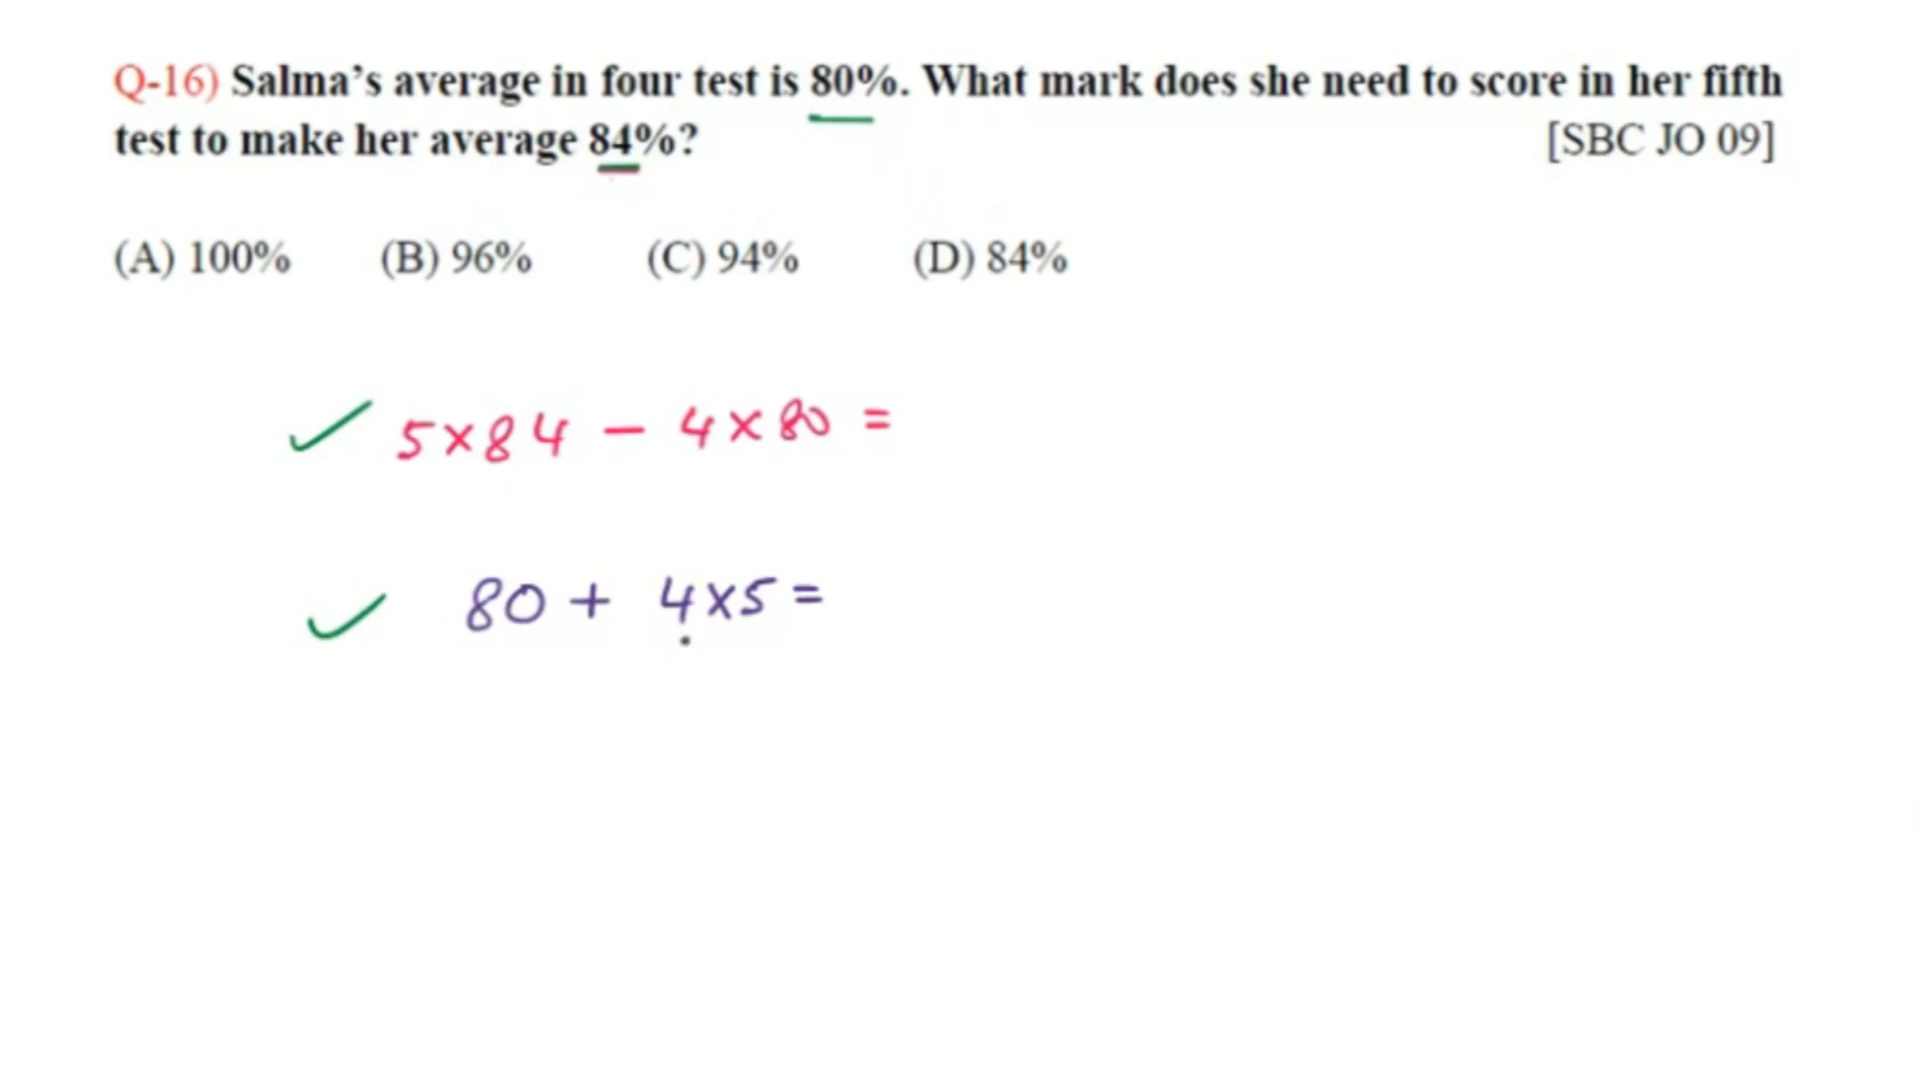 Q-16) Salma’s average in four test is 80%. What mark does she need to score in her fifth
test to make her average 84%? [SBC JO 09]
(A) 100% (B) 96% (C) 94% (D) 84%
5×84 − 4×80 =
80 + 4×5 =